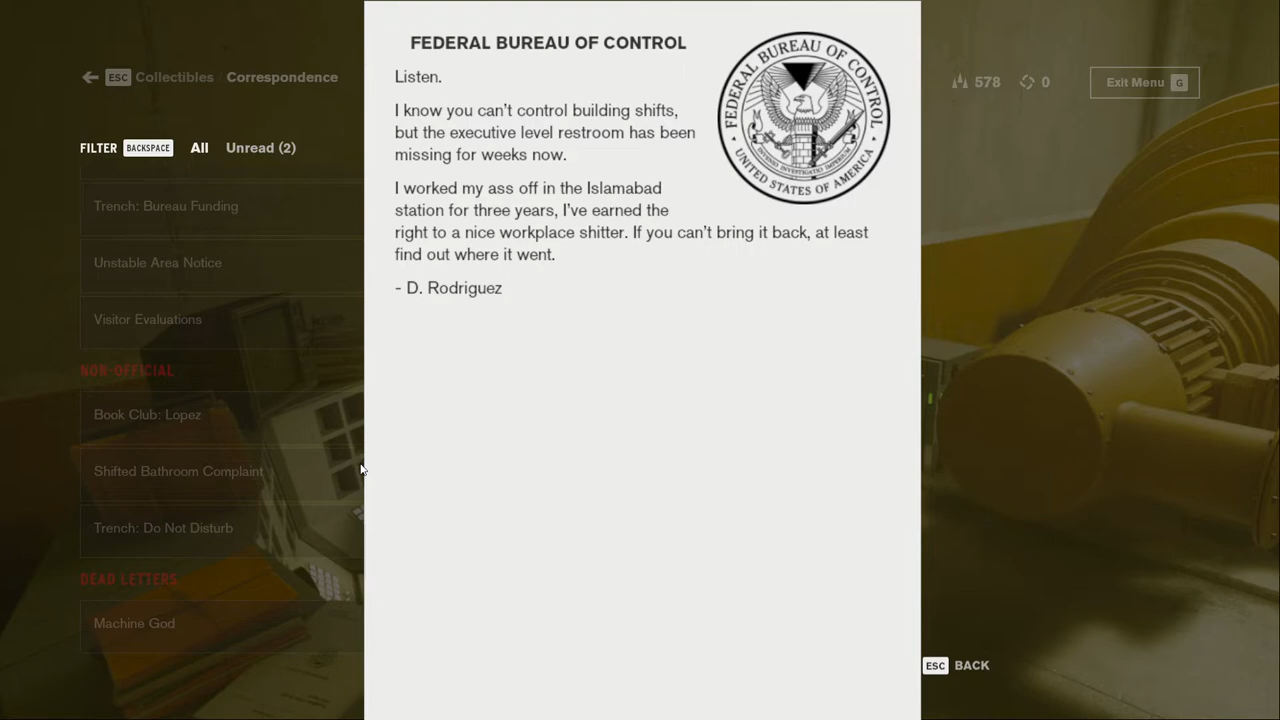 FEDERAL BUREAU OF CONTROL
Listen.
I know you can't control building shifts,
but the executive level restroom has been
missing for weeks now.
I worked my ass off in the Islamabad
station for three years, I've earned the
right to a nice workplace shitter. If you can't bring it back, at least
find out where it went.
- D. Rodriguez
FEDERAL BUREAU OF CONTROL
UNITED STATES OF AMERICA
ESC Collectibles Correspondence
578 0
Exit Menu G
FILTER BACKSPACE All Unread (2)
Trench: Bureau Funding
Unstable Area Notice
Visitor Evaluations
NON-OFFICIAL
Book Club: Lopez
Shifted Bathroom Complaint
Trench: Do Not Disturb
DEAD LETTERS
Machine God
ESC BACK